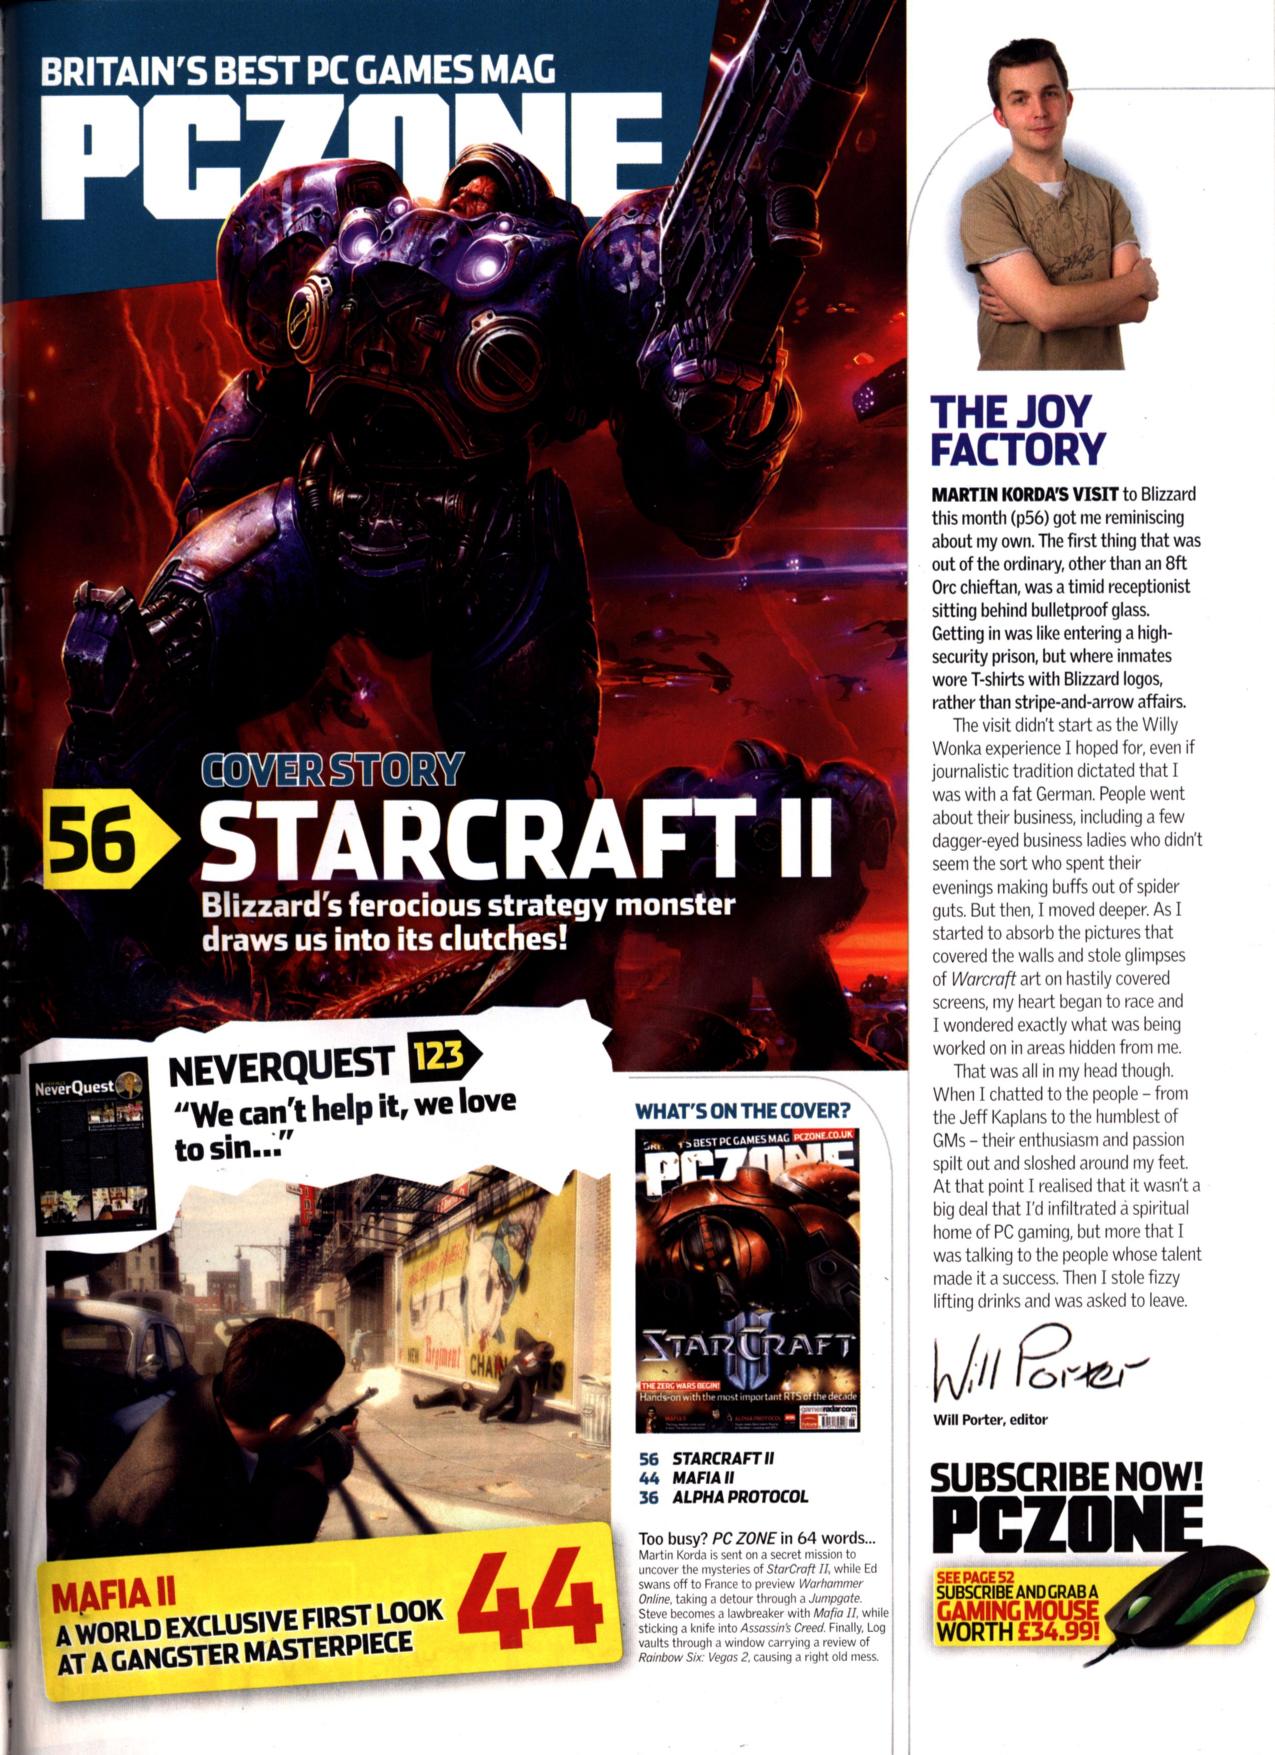 BRITAIN'S BEST PC GAMES MAG
PCZONE
COVER STORY
56
STARCRAFT II
Blizzard's ferocious strategy monster
draws us into its clutches!
NeverQuest
NEVERQUEST 123
"We can't help it, we love
to sin..."
Regiment
MAFIA II
A WORLD EXCLUSIVE FIRST LOOK
AT A GANGSTER MASTERPIECE
44
WHAT'S ON THE COVER?
'S BEST PC GAMES MAG PCZONE.CO.UK
PCZONE
STARCRAFT
II
THE ZERG WARS BEGIN!
Hands-on with the most important RTS of the decade
MAFIA II
ALPHA PROTOCOL
gamesradar.com
56 STARCRAFT II
44 MAFIA II
36 ALPHA PROTOCOL
Too busy? PC ZONE in 64 words...
Martin Korda is sent on a secret mission to
uncover the mysteries of StarCraft II, while Ed
swans off to France to preview Warhammer
Online, taking a detour through a Jumpgate.
Steve becomes a lawbreaker with Mafia II, while
sticking a knife into Assassin's Creed. Finally, Log
vaults through a window carrying a review of
Rainbow Six: Vegas 2, causing a right old mess.
THE JOY
FACTORY
MARTIN KORDA'S VISIT to Blizzard
this month (p56) got me reminiscing
about my own. The first thing that was
out of the ordinary, other than an 8ft
Orc chieftan, was a timid receptionist
sitting behind bulletproof glass.
Getting in was like entering a high-
security prison, but where inmates
wore T-shirts with Blizzard logos,
rather than stripe-and-arrow affairs.
The visit didn't start as the Willy
Wonka experience I hoped for, even if
journalistic tradition dictated that I
was with a fat German. People went
about their business, including a few
dagger-eyed business ladies who didn't
seem the sort who spent their
evenings making buffs out of spider
guts. But then, I moved deeper. As I
started to absorb the pictures that
covered the walls and stole glimpses
of Warcraft art on hastily covered
screens, my heart began to race and
I wondered exactly what was being
worked on in areas hidden from me.
That was all in my head though.
When I chatted to the people – from
the Jeff Kaplans to the humblest of
GMs – their enthusiasm and passion
spilt out and sloshed around my feet.
At that point I realised that it wasn't a
big deal that I'd infiltrated a spiritual
home of PC gaming, but more that I
was talking to the people whose talent
made it a success. Then I stole fizzy
lifting drinks and was asked to leave.
Will Porter
Will Porter, editor
SUBSCRIBE NOW!
PCZONE
SEE PAGE 52
SUBSCRIBE AND GRAB A
GAMING MOUSE
WORTH £34.99!